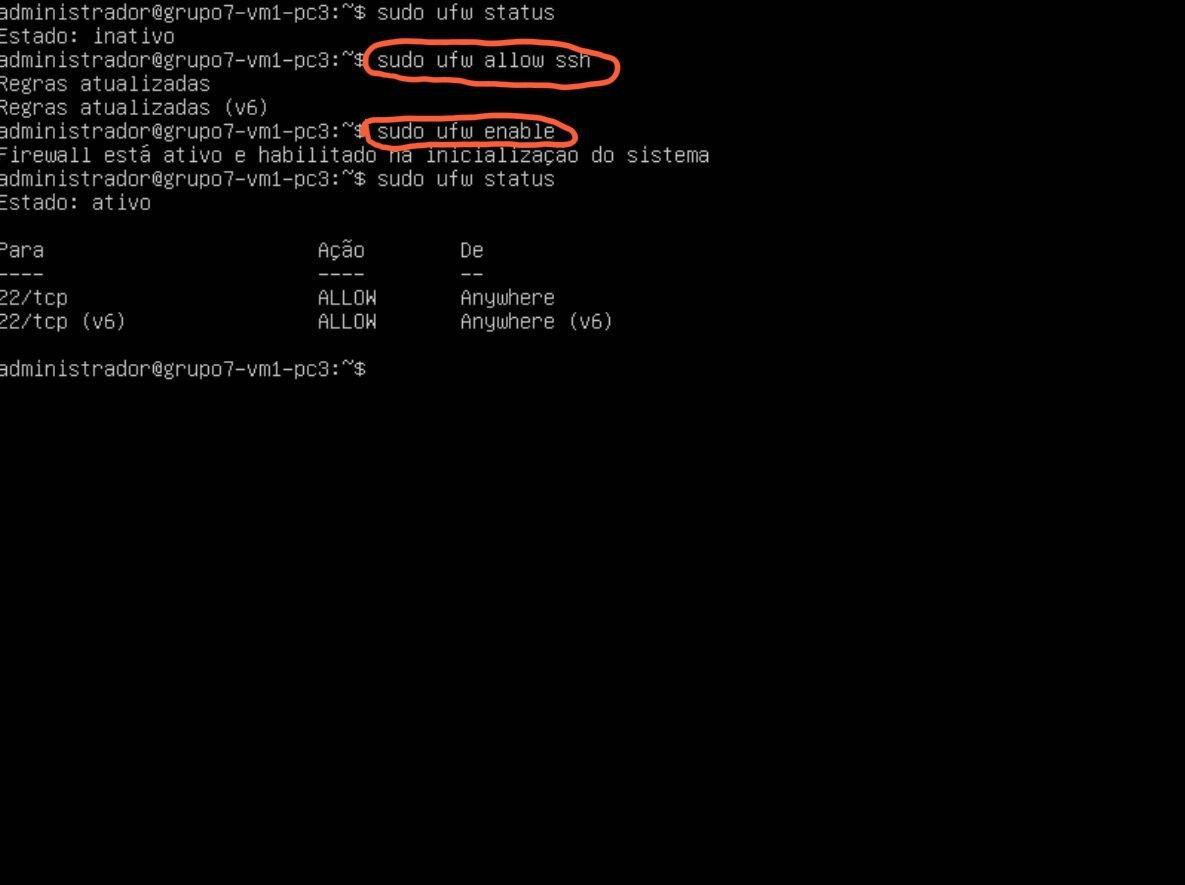 administrador@grupo7-vm1-pc3:~$ sudo ufw status
Estado: inativo
administrador@grupo7-vm1-pc3:~$ sudo ufw allow ssh
Regras atualizadas
Regras atualizadas (v6)
administrador@grupo7-vm1-pc3:~$ sudo ufw enable
Firewall está ativo e habilitado na inicialização do sistema
administrador@grupo7-vm1-pc3:~$ sudo ufw status
Estado: ativo
Para Ação De
---- ---- --
22/tcp ALLOW Anywhere
22/tcp (v6) ALLOW Anywhere (v6)
administrador@grupo7-vm1-pc3:~$